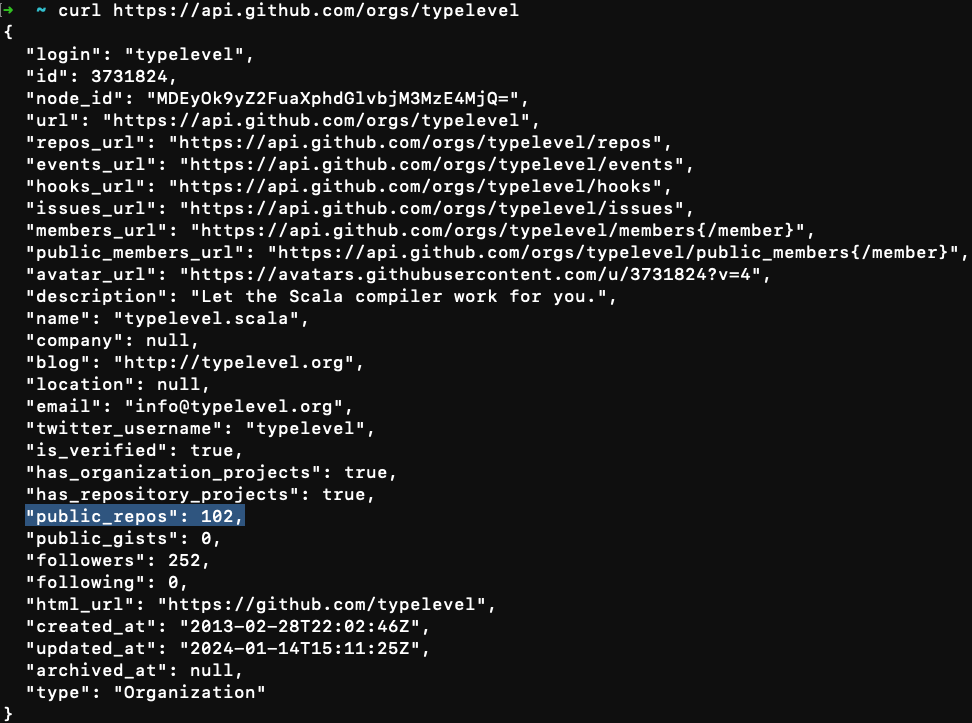 ➜  ~ curl https://api.github.com/orgs/typelevel
{
  "login": "typelevel",
  "id": 3731824,
  "node_id": "MDEyOk9yZ2FuaXphdGlvbjM3MzE4MjQ=",
  "url": "https://api.github.com/orgs/typelevel",
  "repos_url": "https://api.github.com/orgs/typelevel/repos",
  "events_url": "https://api.github.com/orgs/typelevel/events",
  "hooks_url": "https://api.github.com/orgs/typelevel/hooks",
  "issues_url": "https://api.github.com/orgs/typelevel/issues",
  "members_url": "https://api.github.com/orgs/typelevel/members{/member}",
  "public_members_url": "https://api.github.com/orgs/typelevel/public_members{/member}",
  "avatar_url": "https://avatars.githubusercontent.com/u/3731824?v=4",
  "description": "Let the Scala compiler work for you.",
  "name": "typelevel.scala",
  "company": null,
  "blog": "http://typelevel.org",
  "location": null,
  "email": "info@typelevel.org",
  "twitter_username": "typelevel",
  "is_verified": true,
  "has_organization_projects": true,
  "has_repository_projects": true,
  "public_repos": 102,
  "public_gists": 0,
  "followers": 252,
  "following": 0,
  "html_url": "https://github.com/typelevel",
  "created_at": "2013-02-28T22:02:46Z",
  "updated_at": "2024-01-14T15:11:25Z",
  "archived_at": null,
  "type": "Organization"
}